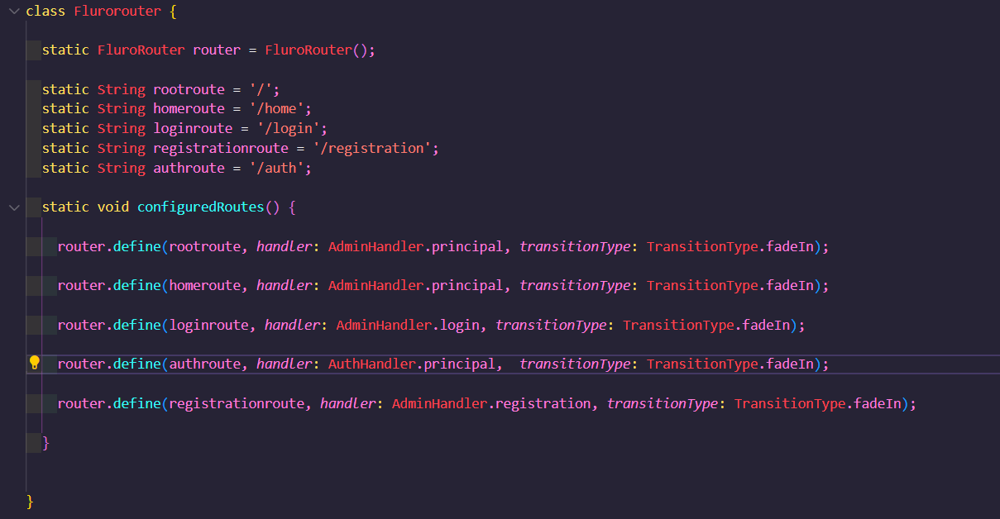 class Flurorouter {
static FluroRouter router = FluroRouter();
static String rootroute = '/';
static String homeroute = '/home';
static String loginroute = '/login';
static String registrationroute = '/registration';
static String authroute = '/auth';
static void configuredRoutes() {
router.define(rootroute, handler: AdminHandler.principal, transitionType: TransitionType.fadeIn);
router.define(homeroute, handler: AdminHandler.principal, transitionType: TransitionType.fadeIn);
router.define(loginroute, handler: AdminHandler.login, transitionType: TransitionType.fadeIn);
router.define(authroute, handler: AuthHandler.principal,  transitionType: TransitionType.fadeIn);
router.define(registrationroute, handler: AdminHandler.registration, transitionType: TransitionType.fadeIn);
}
}